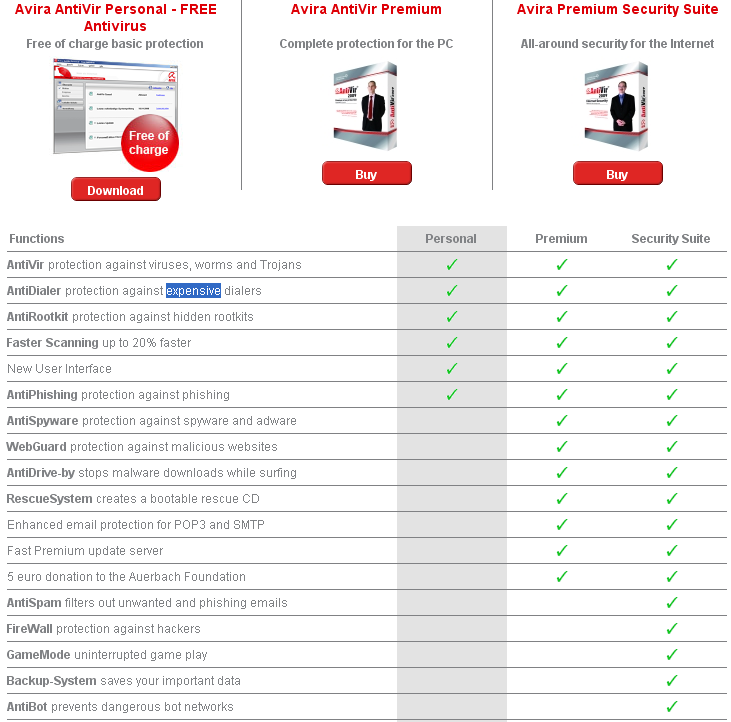 Avira AntiVir Personal - FREE
Antivirus
Free of charge basic protection
Free of
charge
Download
Avira AntiVir Premium
Complete protection for the PC
AntiVir
2009
Buy
Avira Premium Security Suite
All-around security for the Internet
AntiVir
2009
Buy
Functions Personal Premium Security Suite
AntiVir protection against viruses, worms and Trojans ✓ ✓ ✓
AntiDialer protection against expensive dialers ✓ ✓ ✓
AntiRootkit protection against hidden rootkits ✓ ✓ ✓
Faster Scanning up to 20% faster ✓ ✓ ✓
New User Interface ✓ ✓ ✓
AntiPhishing protection against phishing ✓ ✓ ✓
AntiSpyware protection against spyware and adware ✓ ✓
WebGuard protection against malicious websites ✓ ✓
AntiDrive-by stops malware downloads while surfing ✓ ✓
RescueSystem creates a bootable rescue CD ✓ ✓
Enhanced email protection for POP3 and SMTP ✓ ✓
Fast Premium update server ✓ ✓
5 euro donation to the Auerbach Foundation ✓ ✓
AntiSpam filters out unwanted and phishing emails ✓
FireWall protection against hackers ✓
GameMode uninterrupted game play ✓
Backup-System saves your important data ✓
AntiBot prevents dangerous bot networks ✓